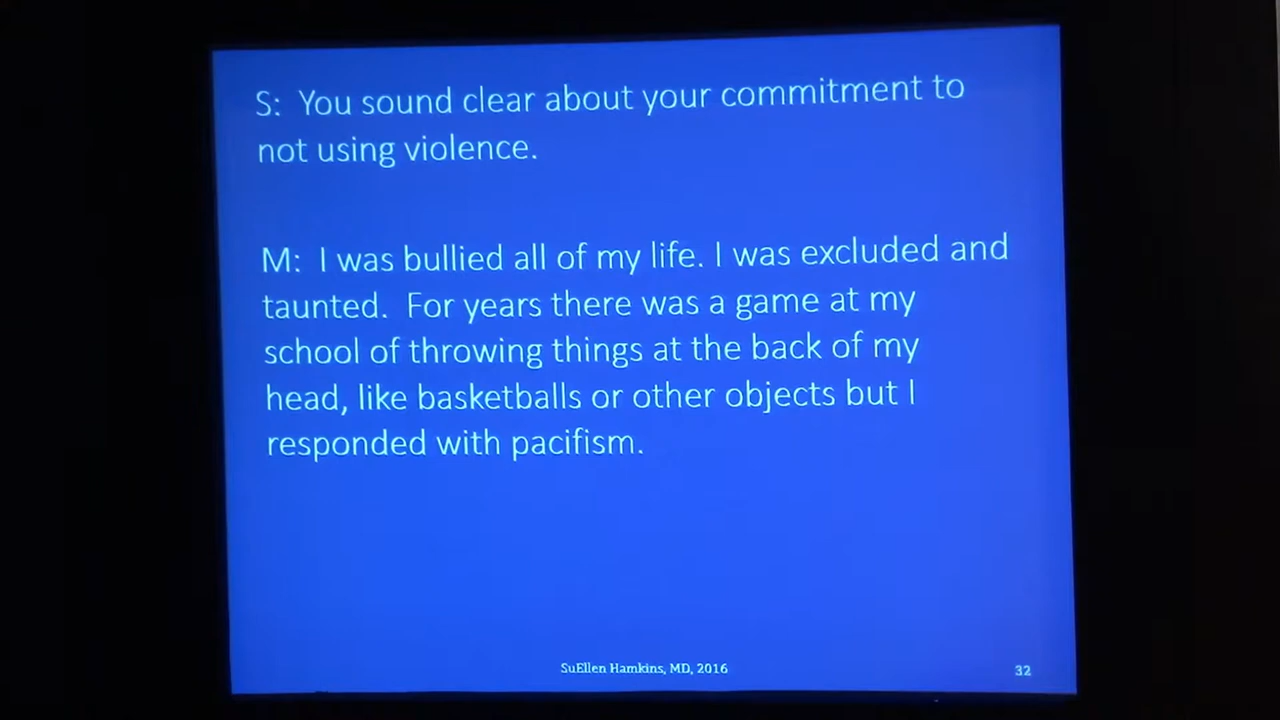 S: You sound clear about your commitment to
not using violence.
M: I was bullied all of my life. I was excluded and
taunted. For years there was a game at my
school of throwing things at the back of my
head, like basketballs or other objects but I
responded with pacifism.
SuEllen Hamkins, MD, 2016
32